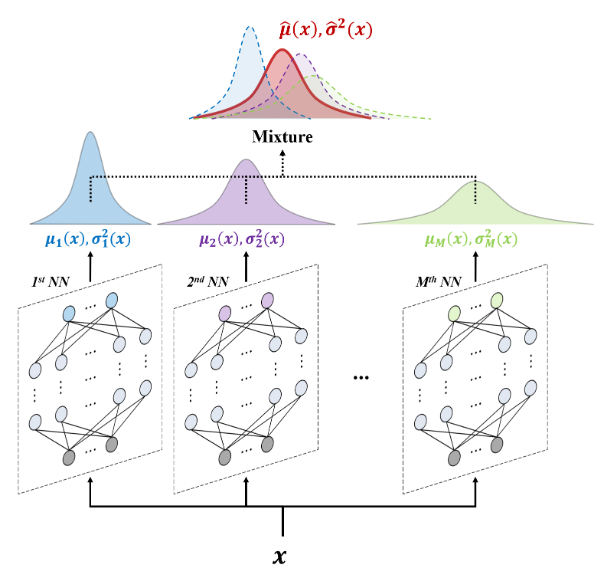 μ̂(x), σ̂²(x)
Mixture
μ₁(x), σ₁²(x) μ₂(x), σ₂²(x) μ_M(x), σ_M²(x)
1ˢᵗ NN 2ⁿᵈ NN Mᵗʰ NN
...
x